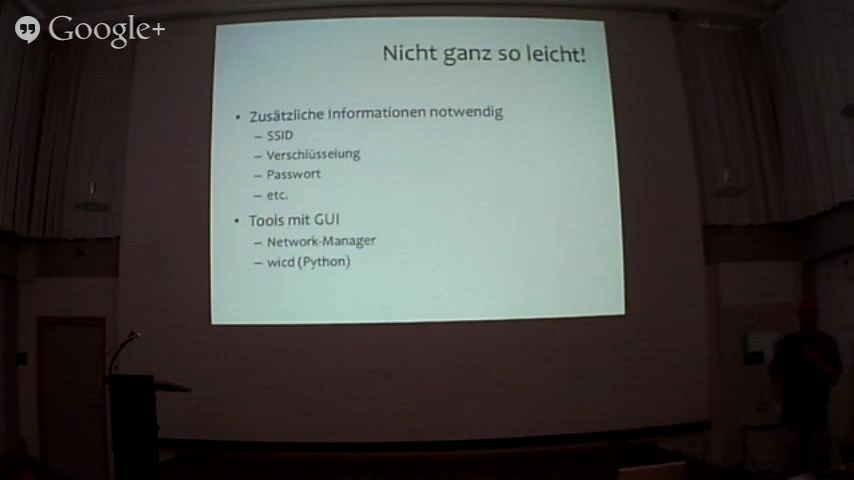 Google+
Nicht ganz so leicht!
• Zusätzliche Informationen notwendig
– SSID
– Verschlüsselung
– Passwort
– etc.
• Tools mit GUI
– Network-Manager
– wicd (Python)